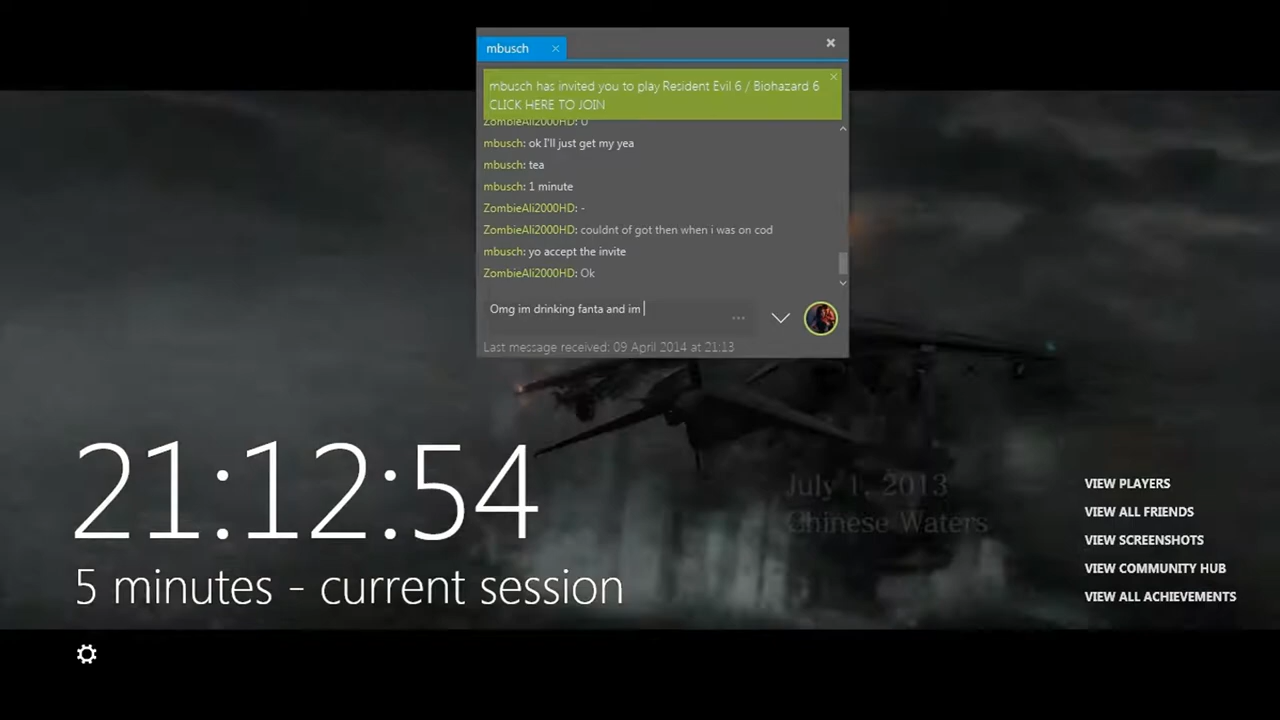 mbusch
mbusch has invited you to play Resident Evil 6 / Biohazard 6
CLICK HERE TO JOIN
ZombieAli2000HD:
mbusch: ok I'll just get my yea
mbusch: tea
mbusch: 1 minute
ZombieAli2000HD: -
ZombieAli2000HD: couldnt of got then when i was on cod
mbusch: yo accept the invite
ZombieAli2000HD: Ok
Omg im drinking fanta and im
Last message received: 09 April 2014 at 21:13
21:12:54
5 minutes - current session
July 1, 2013
Chinese Waters
VIEW PLAYERS
VIEW ALL FRIENDS
VIEW SCREENSHOTS
VIEW COMMUNITY HUB
VIEW ALL ACHIEVEMENTS